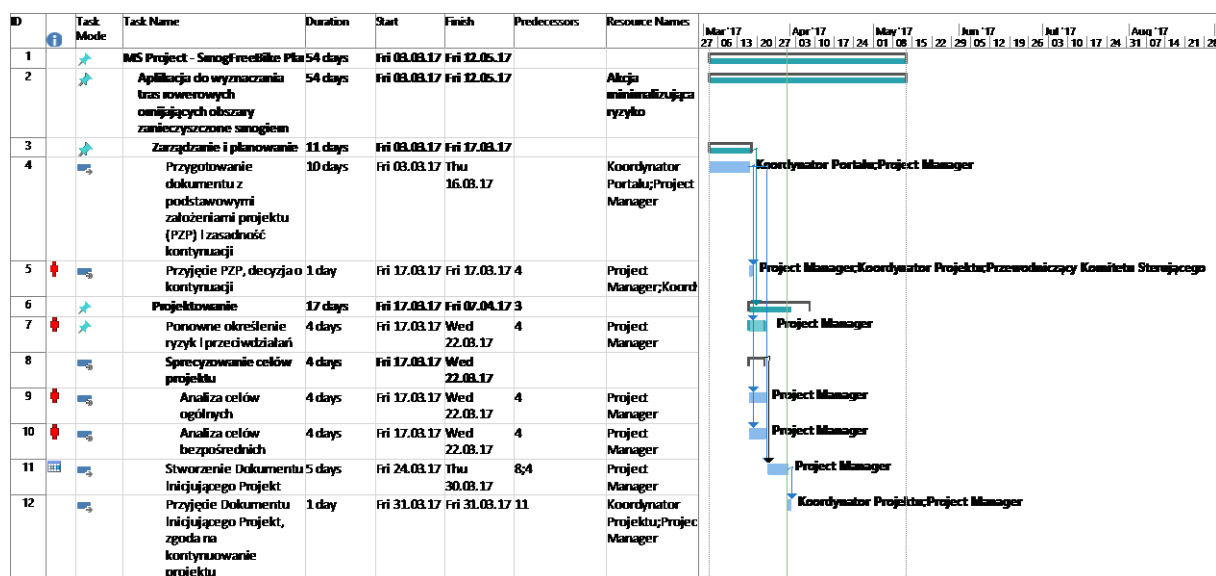 ID Task Mode Task Name Duration Start Finish Predecessors Resource Names
Mar '17 Apr '17 May '17 Jun '17 Jul '17 Aug '17
27 06 13 20 27 03 10 17 24 01 08 15 22 29 05 12 19 26 03 10 17 24 31 07 14 21 28
1 MS Project - SmogFreeBike Plan 54 days Fri 03.03.17 Fri 12.05.17
2 Aplikacja do wyznaczania 54 days Fri 03.03.17 Fri 12.05.17 Akcja
tras rowerowych minimalizująca
omijających obszary ryzyko
zanieczyszczone smogiem
3 Zarządzanie i planowanie 11 days Fri 03.03.17 Fri 17.03.17
4 Przygotowanie 10 days Fri 03.03.17 Thu Koordynator Koordynator Portalu;Project Manager
dokumentu z 16.03.17 Portalu;Project
podstawowymi Manager
założeniami projektu
(PZP) I zasadność
kontynuacji
5 Przyjęcie PZP, decyzja o 1 day Fri 17.03.17 Fri 17.03.17 4 Project Project Manager;Koordynator Projektu;Przewodniczący Komitetu Sterującego
kontynuacji Manager;Koord
6 Projektowanie 17 days Fri 17.03.17 Fri 07.04.17 3
7 Ponowne określenie 4 days Fri 17.03.17 Wed 4 Project Project Manager
ryzyk I przeciwdziałań 22.03.17 Manager
8 Sprecyzowanie celów 4 days Fri 17.03.17 Wed
projektu 22.03.17
9 Analiza celów 4 days Fri 17.03.17 Wed 4 Project Project Manager
ogólnych 22.03.17 Manager
10 Analiza celów 4 days Fri 17.03.17 Wed 4 Project Project Manager
bezpośrednich 22.03.17 Manager
11 Stworzenie Dokumentu 5 days Fri 24.03.17 Thu 8;4 Project Project Manager
Inicjującego Projekt 30.03.17 Manager
12 Przyjęcie Dokumentu 1 day Fri 31.03.17 Fri 31.03.17 11 Koordynator Koordynator Projektu;Project Manager
Inicjującego Projekt, Projektu;Projec
zgoda na Manager
kontynuowanie
projektu